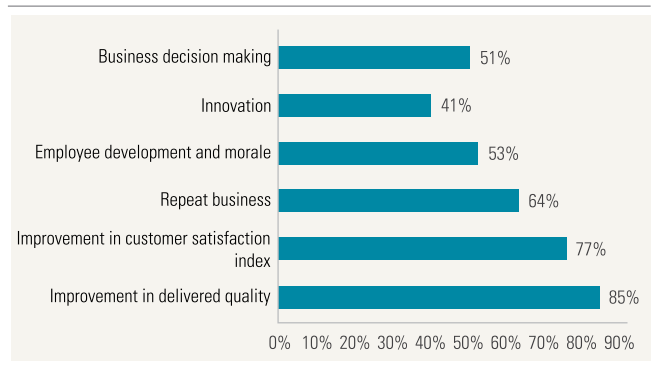 Business decision making 51%
Innovation 41%
Employee development and morale 53%
Repeat business 64%
Improvement in customer satisfaction
index 77%
Improvement in delivered quality 85%
0% 10% 20% 30% 40% 50% 60% 70% 80% 90%